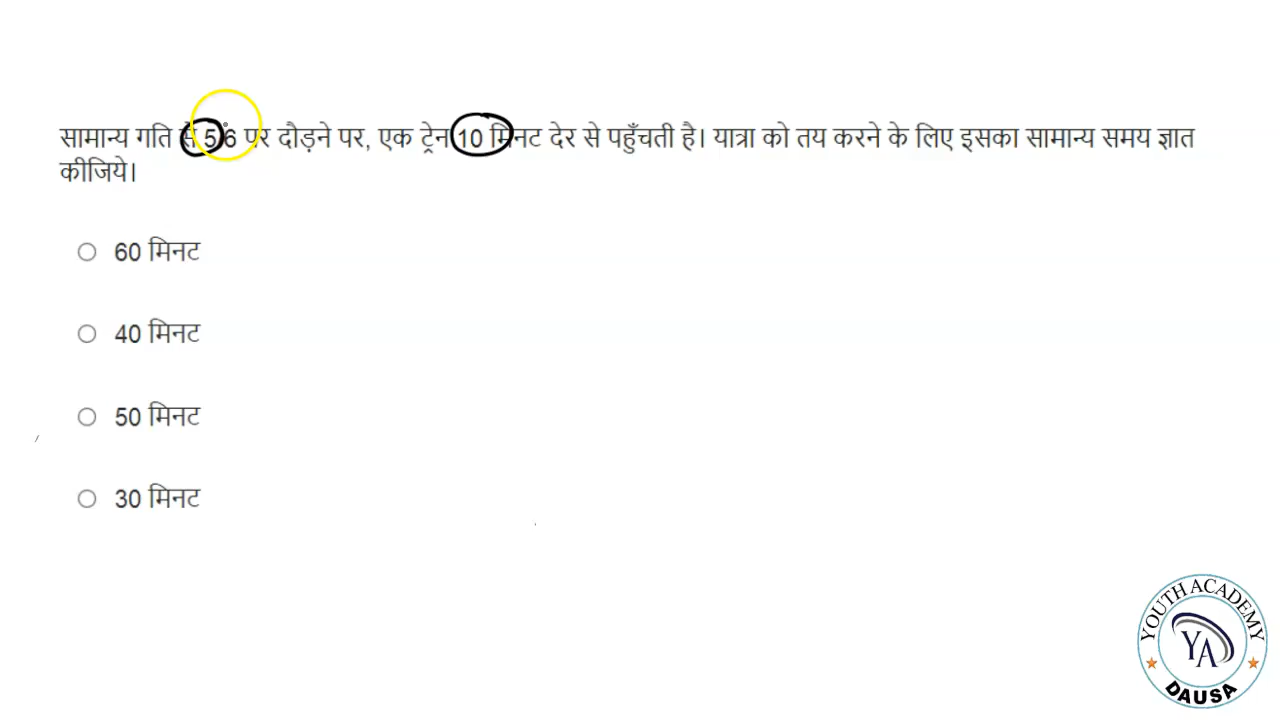 सामान्य गति से 5 6 पर दौड़ने पर, एक ट्रेन 10 मिनट देर से पहुँचती है। यात्रा को तय करने के लिए इसका सामान्य समय ज्ञात
कीजिये।
60 मिनट
40 मिनट
50 मिनट
30 मिनट
YOUTH ACADEMY
YA
DAUSA